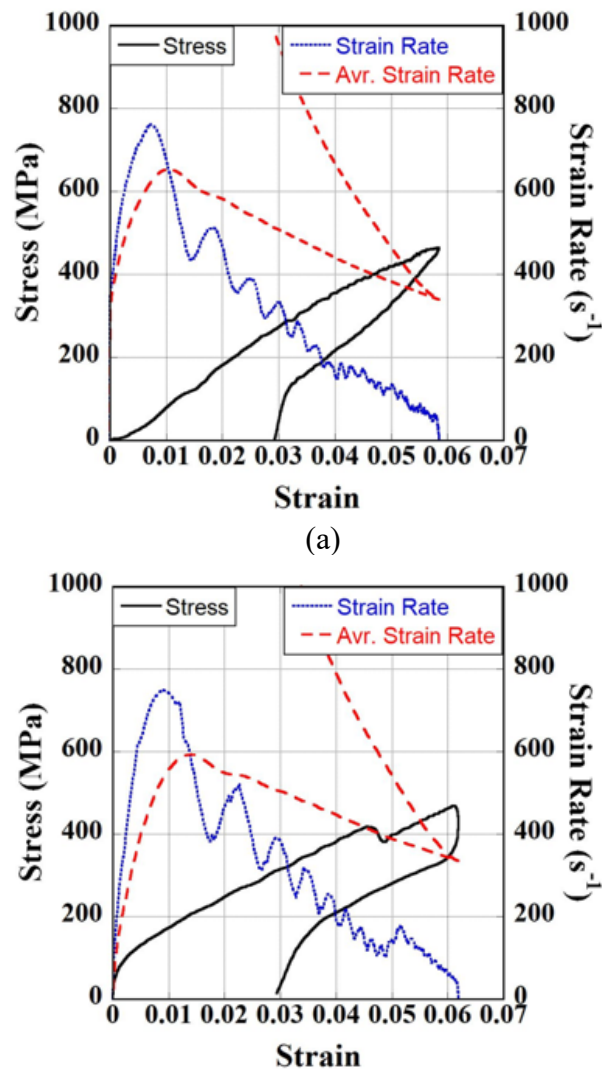 1000
1000
Stress
Strain Rate
Avr. Strain Rate
800
800
600
600
400
400
200
200
0
0
Stress (MPa)
Strain Rate (s-1)
0 0.01 0.02 0.03 0.04 0.05 0.06 0.07
Strain
(a)
1000
1000
Stress
Strain Rate
Avr. Strain Rate
800
800
600
600
400
400
200
200
0
0
Stress (MPa)
Strain Rate (s-1)
0 0.01 0.02 0.03 0.04 0.05 0.06 0.07
Strain